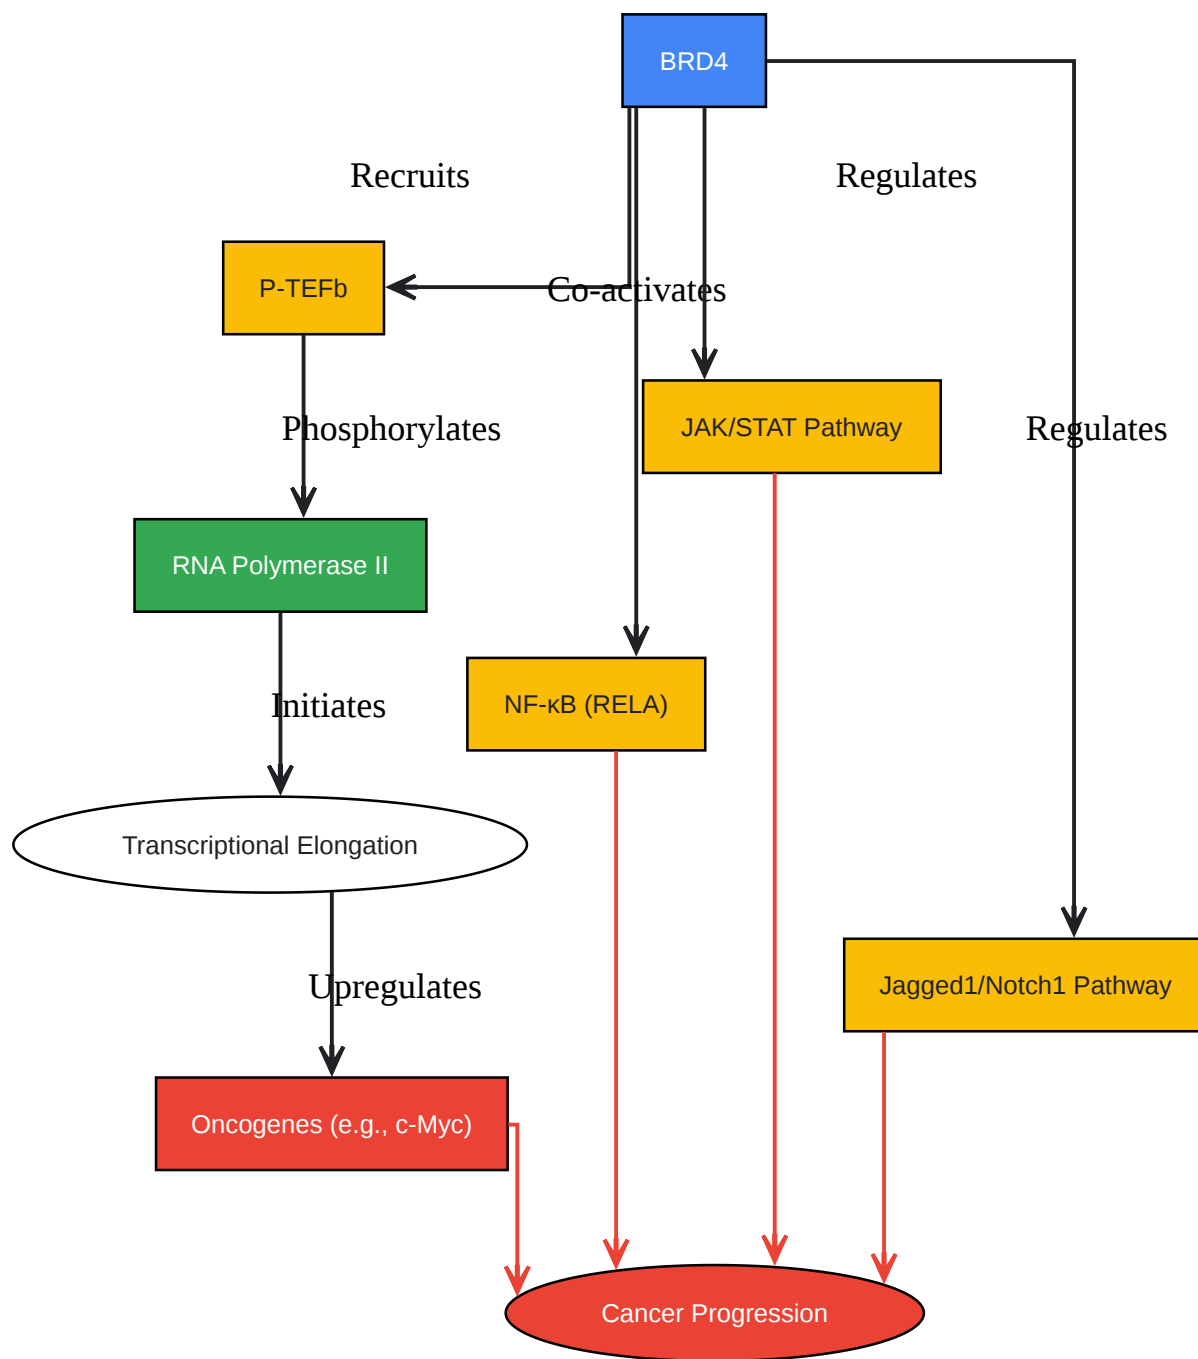 BRD4
Recruits
Regulates
P-TEFb
Co-activates
JAK/STAT Pathway
Phosphorylates
Regulates
RNA Polymerase II
NF-κB (RELA)
Initiates
Transcriptional Elongation
Jagged1/Notch1 Pathway
Upregulates
Oncogenes (e.g., c-Myc)
Cancer Progression